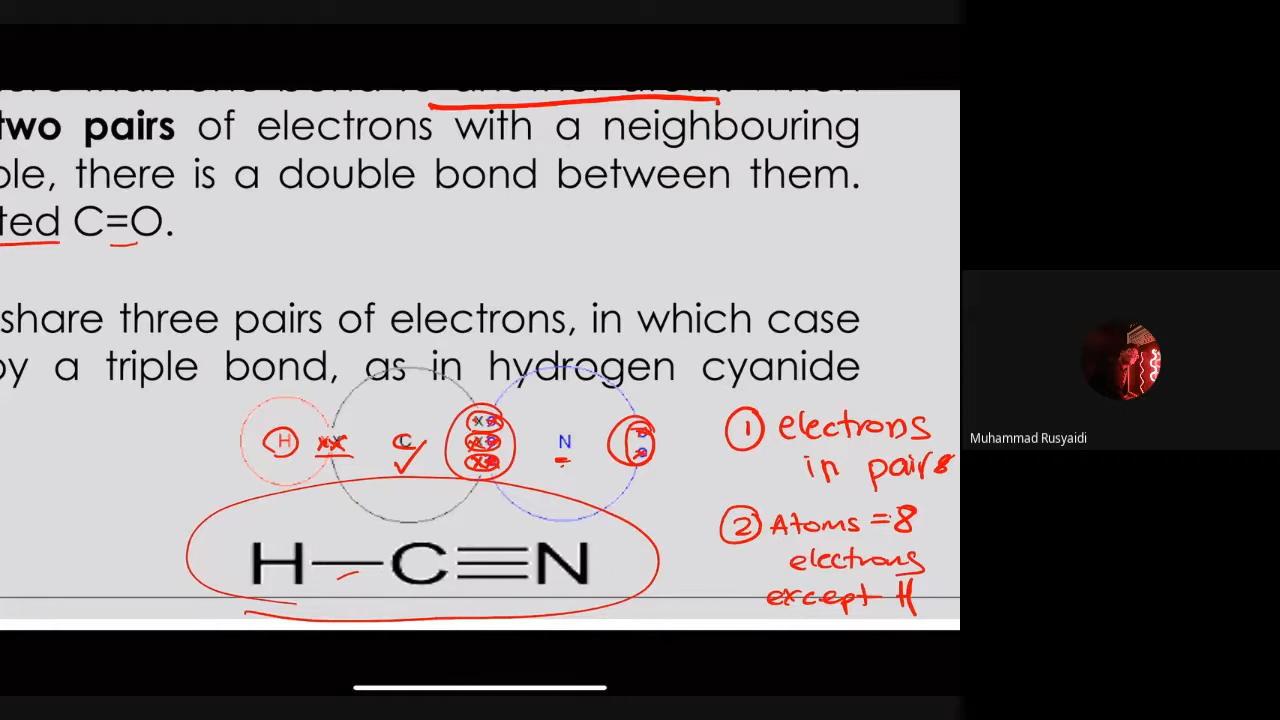 two pairs of electrons with a neighbouring
ple, there is a double bond between them.
ted C=O.
share three pairs of electrons, in which case
by a triple bond, as in hydrogen cyanide
H xx C N
H—C≡N
① electrons
in pairs
② Atoms = 8
electrons
except H
Muhammad Rusyaidi